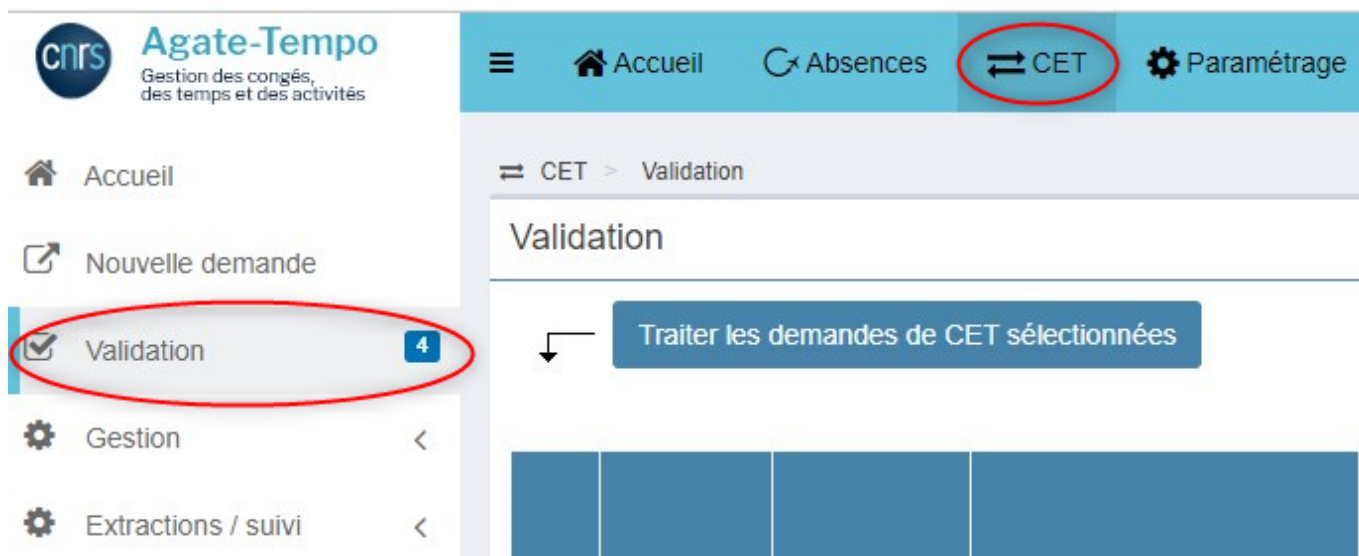 cnrs
Agate-Tempo
Gestion des congés,
des temps et des activités
Accueil
Absences
CET
Paramétrage
Accueil
Nouvelle demande
Validation
4
Gestion
Extractions / suivi
CET > Validation
Validation
Traiter les demandes de CET sélectionnées